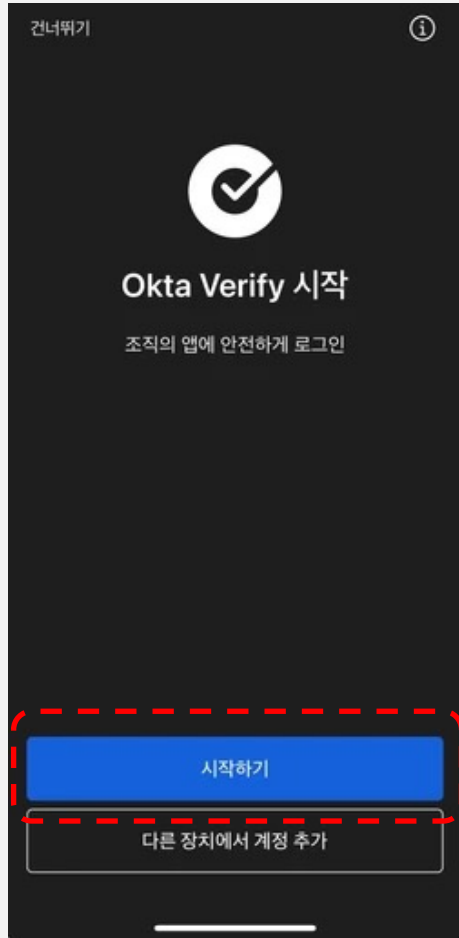 건너뛰기
Okta Verify 시작
조직의 앱에 안전하게 로그인
시작하기
다른 장치에서 계정 추가